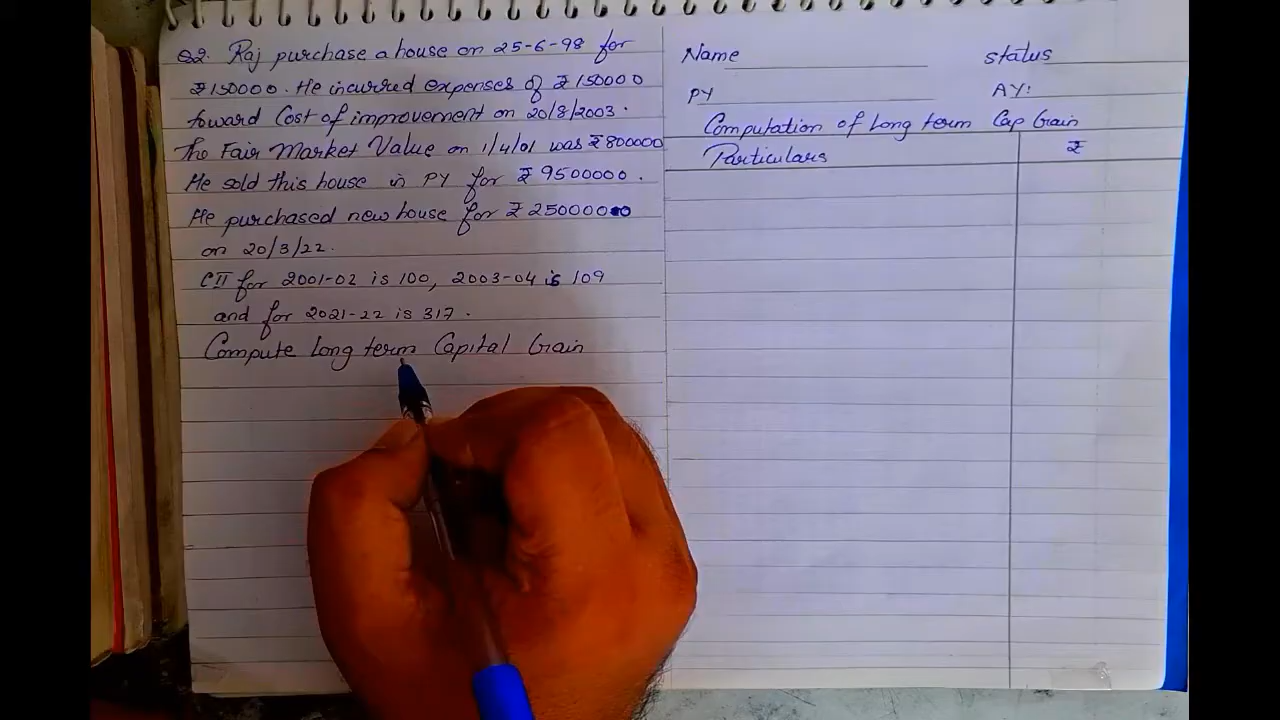 Q2. Raj purchase a house on 25-6-98 for
₹150000. He incurred expenses of ₹150000
toward Cost of improvement on 20/8/2003.
The Fair Market Value on 1/4/01 was ₹800000
He sold this house in PY for ₹9500000.
He purchased new house for ₹2500000
on 20/3/22.
CII for 2001-02 is 100, 2003-04 is 109
and for 2021-22 is 317.
Compute Long term Capital Gain
Name status
PY AY:
Computation of Long term Cap Gain
Particulars ₹